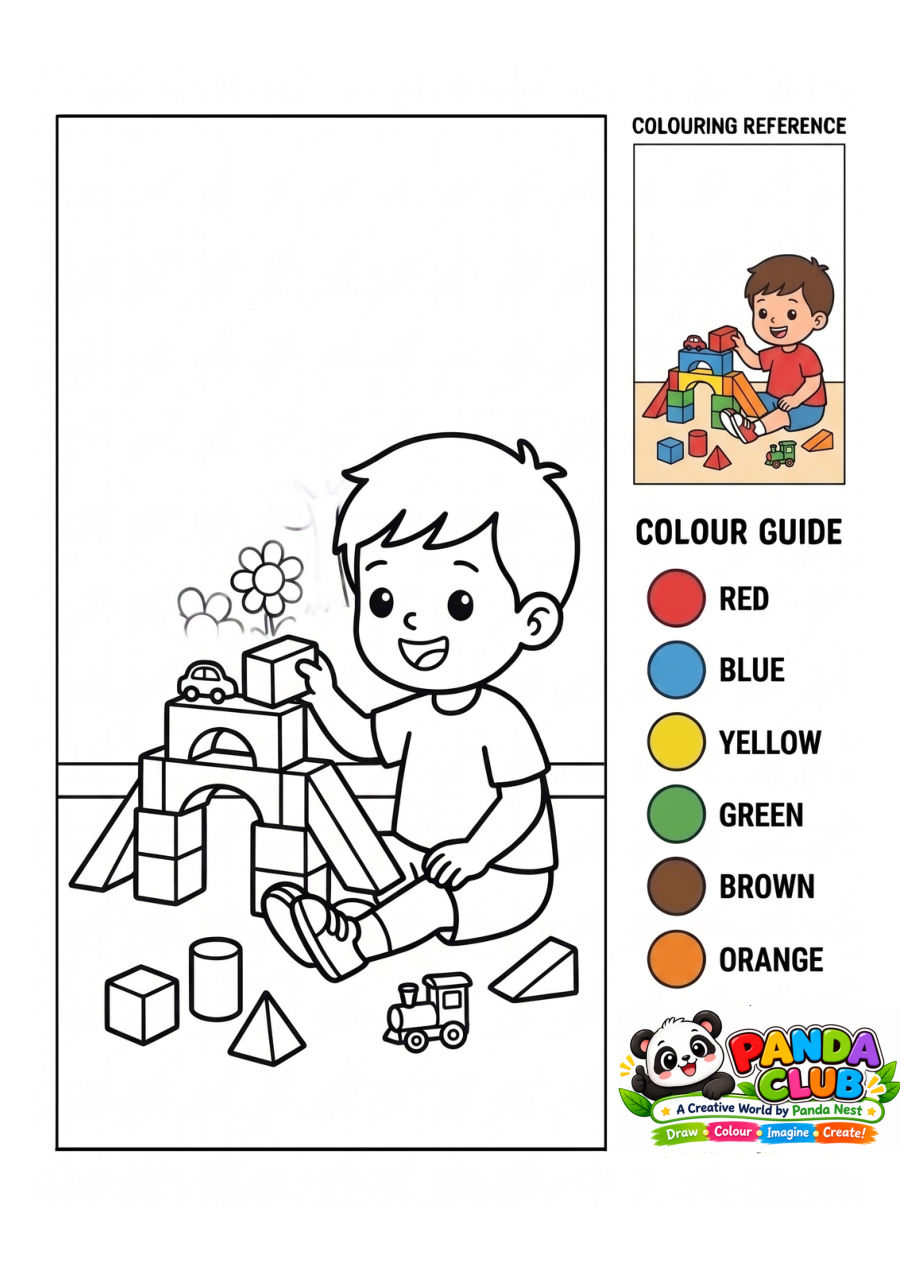 COLOURING REFERENCE
COLOUR GUIDE
RED
BLUE
YELLOW
GREEN
BROWN
ORANGE
PANDA
CLUB
A Creative World by Panda Nest
Draw • Colour • Imagine • Create!